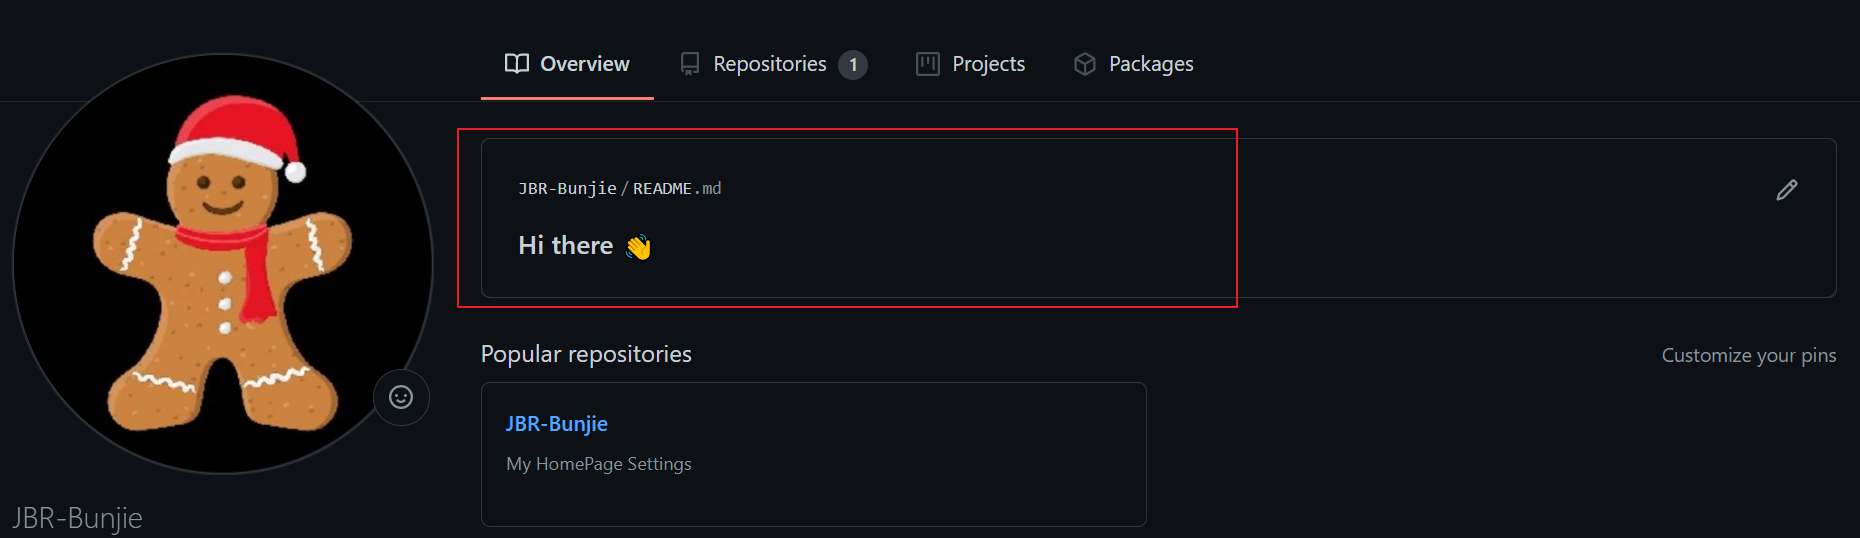 Overview Repositories 1 Projects Packages
JBR-Bunjie/README.md
Hi there 👋
Popular repositories Customize your pins
JBR-Bunjie
My HomePage Settings
JBR-Bunjie